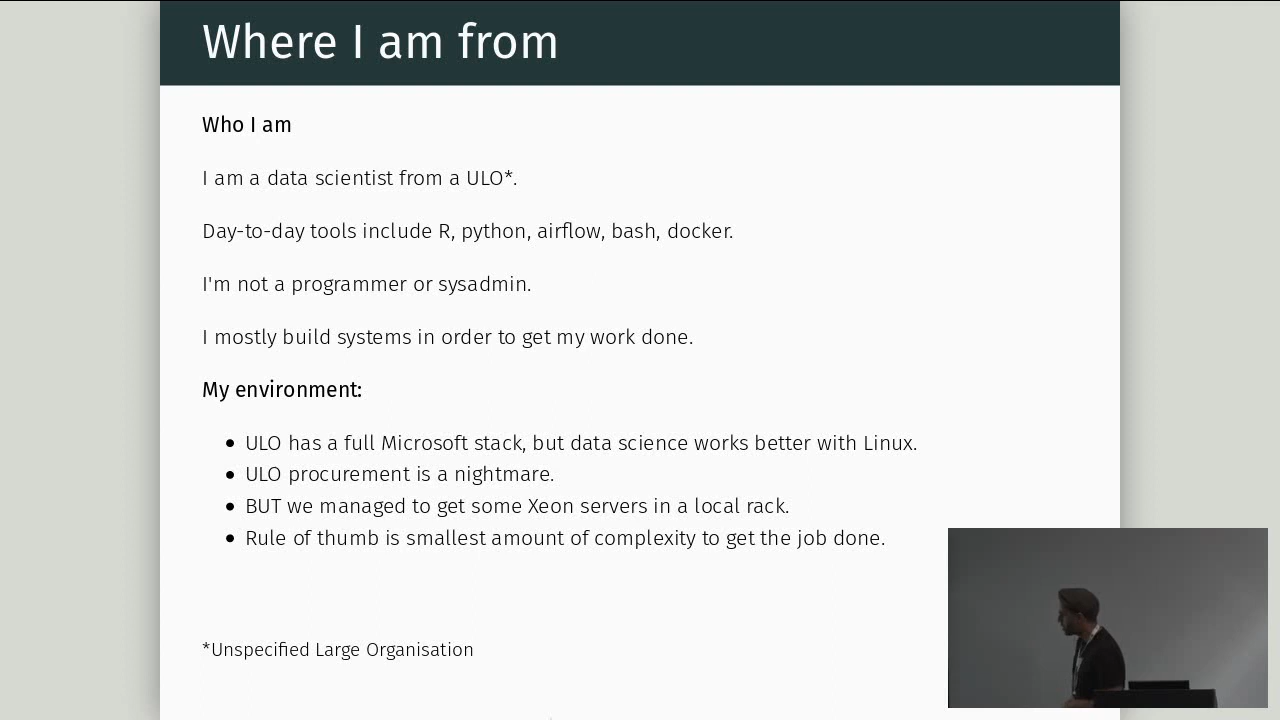 Where I am from
Who I am
I am a data scientist from a ULO*.
Day-to-day tools include R, python, airflow, bash, docker.
I'm not a programmer or sysadmin.
I mostly build systems in order to get my work done.
My environment:
• ULO has a full Microsoft stack, but data science works better with Linux.
• ULO procurement is a nightmare.
• BUT we managed to get some Xeon servers in a local rack.
• Rule of thumb is smallest amount of complexity to get the job done.
*Unspecified Large Organisation